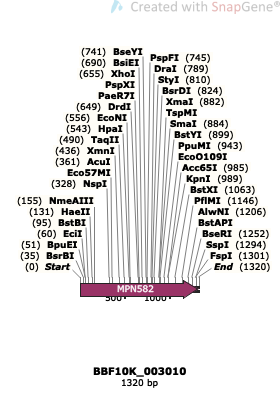 Created with SnapGene®
(741) BseYI
(690) BsiEI
(655) XhoI
PspXI
PaeR7I
(649) DrdI
(556) EcoNI
(543) HpaI
(490) TaqII
(436) XmnI
(361) AcuI
Eco57MI
(328) NspI
(155) NmeAIII
(131) HaeII
(95) BstBI
(60) EciI
(51) BpuEI
(35) BsrBI
(0) Start
PspFI (745)
DraI (789)
StyI (810)
BsrDI (824)
XmaI (882)
TspMI
SmaI (884)
BstYI (899)
PpuMI (943)
EcoO109I
Acc65I (985)
KpnI (989)
BstXI (1063)
PflMI (1146)
AlwNI (1206)
BstAPI
BseRI (1252)
SspI (1294)
FspI (1301)
End (1320)
MPN582
500
1000
BBF10K_003010
1320 bp